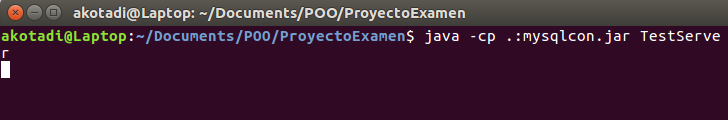 akotadi@Laptop: ~/Documents/POO/ProyectoExamen
akotadi@Laptop:~/Documents/POO/ProyectoExamen$ java -cp .:mysqlcon.jar TestServe
r